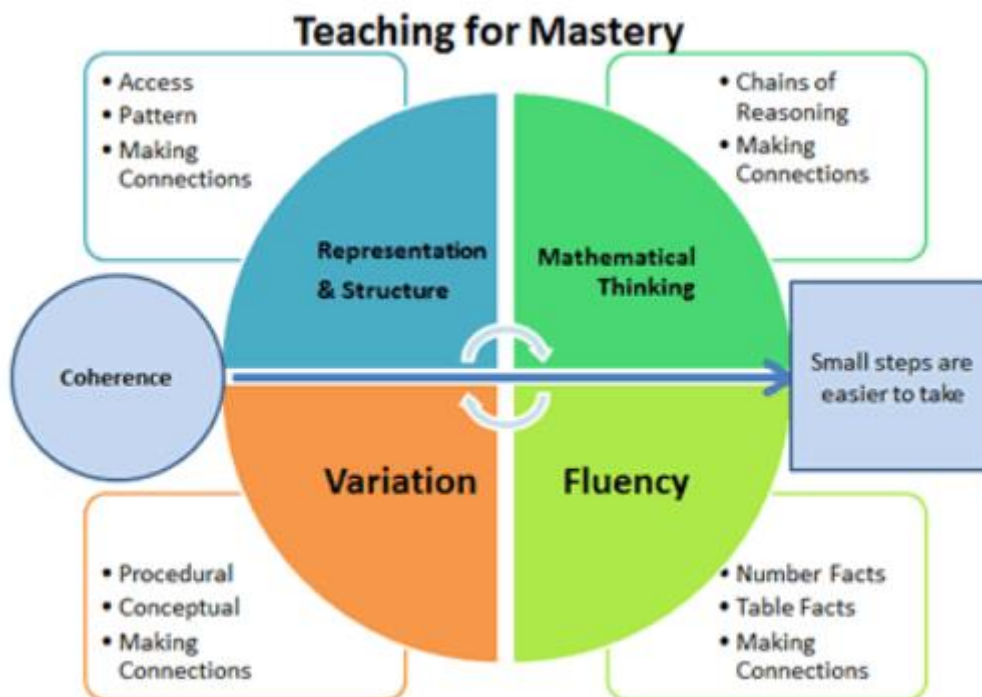 Teaching for Mastery
• Access
• Pattern
• Making
Connections
• Chains of
Reasoning
• Making
Connections
Representation
& Structure
Mathematical
Thinking
Coherence
Small steps are
easier to take
Variation
Fluency
• Procedural
• Conceptual
• Making
Connections
• Number Facts
• Table Facts
• Making
Connections